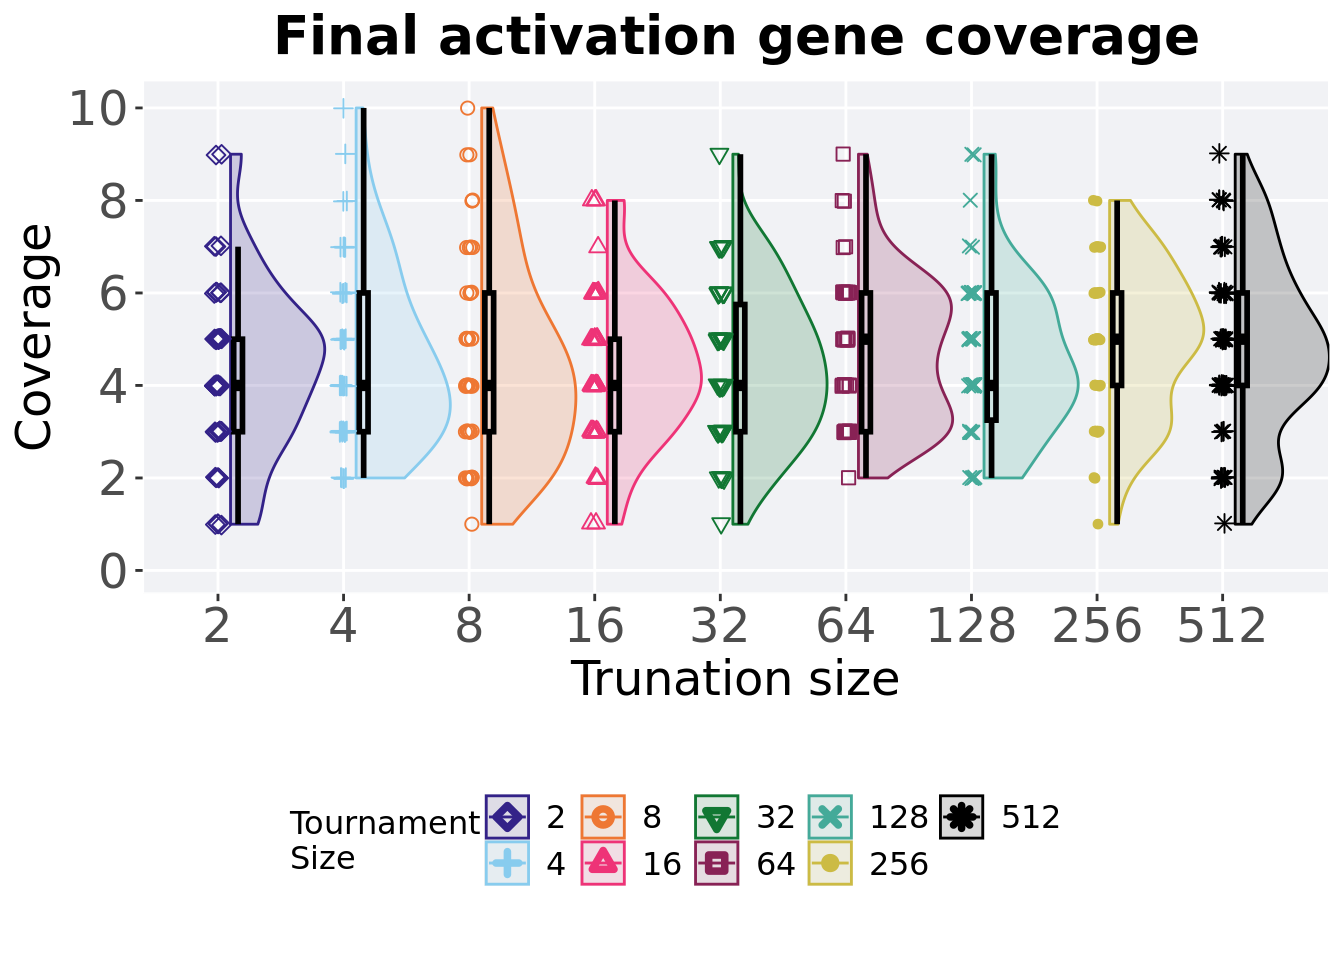 Final activation gene coverage
Coverage
10
8
6
4
2
0
2 4 8 16 32 64 128 256 512
Trunation size
Tournament
Size
2 8 32 128 512
4 16 64 256